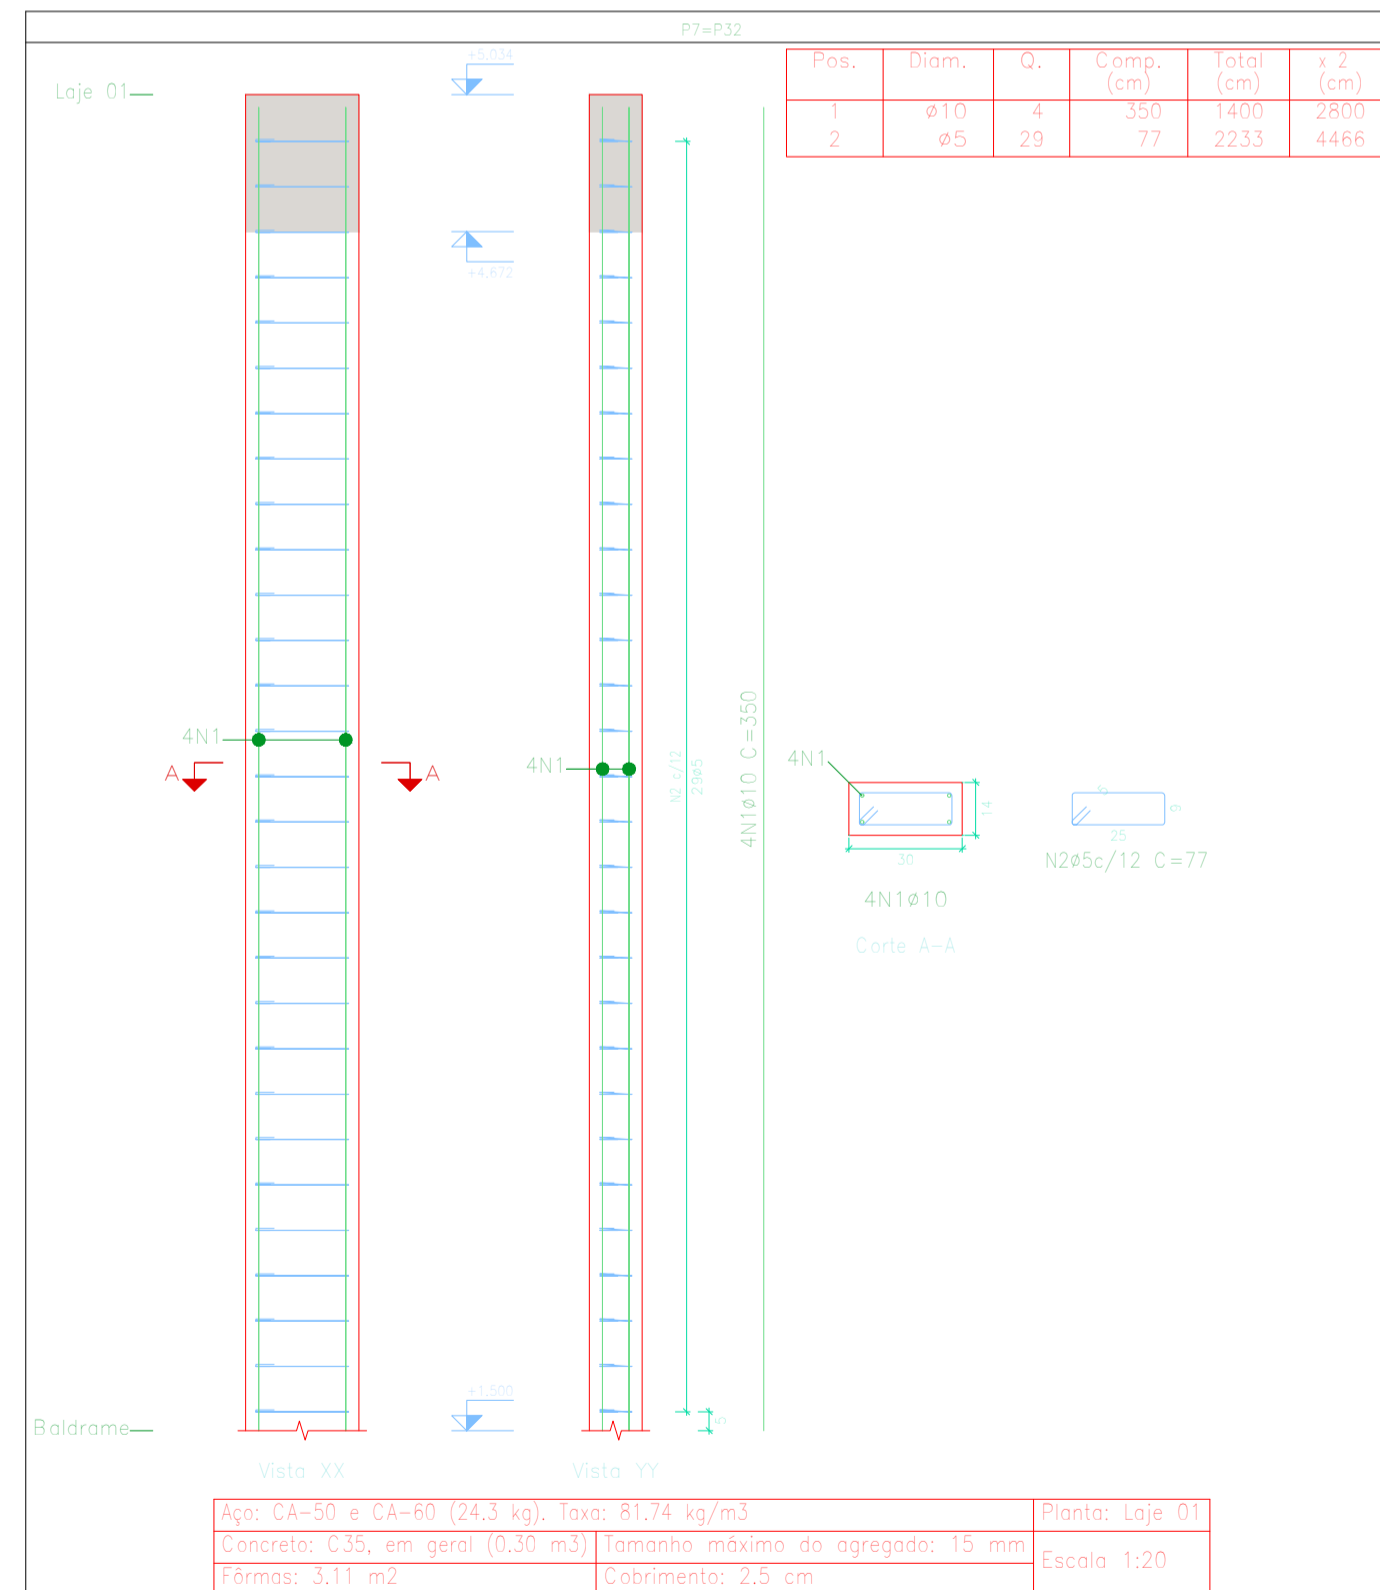 P7=P32
Laje 01
+5,034
Pos. Diam. Q. Comp. (cm) Total (cm) x 2 (cm)
1 ø10 4 350 1400 2800
2 ø5 29 77 2233 4466
+4,672
4N1
A A
4N1
N2 c/12
29ø5
4N1ø10 C=350
4N1
14
30
4N1ø10
Corte A-A
6
9
25
N2ø5c/12 C=77
+1,500
5
Baldrame
Vista XX
Vista YY
Aço: CA-50 e CA-60 (24.3 kg). Taxa: 81.74 kg/m3
Planta: Laje 01
Concreto: C35, em geral (0.30 m3)
Tamanho máximo do agregado: 15 mm
Escala 1:20
Fôrmas: 3.11 m2
Cobrimento: 2.5 cm